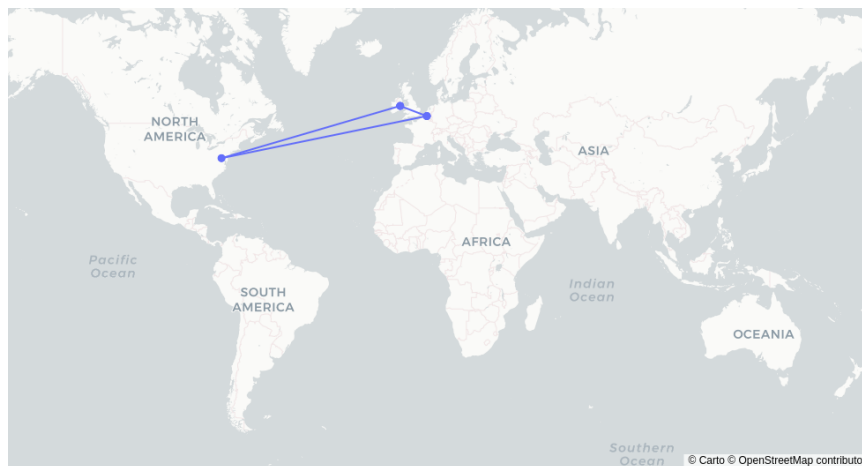 NORTH
AMERICA
ASIA
AFRICA
Pacific
Ocean
Indian
Ocean
SOUTH
AMERICA
OCEANIA
Southern
Ocean
© Carto © OpenStreetMap contributo